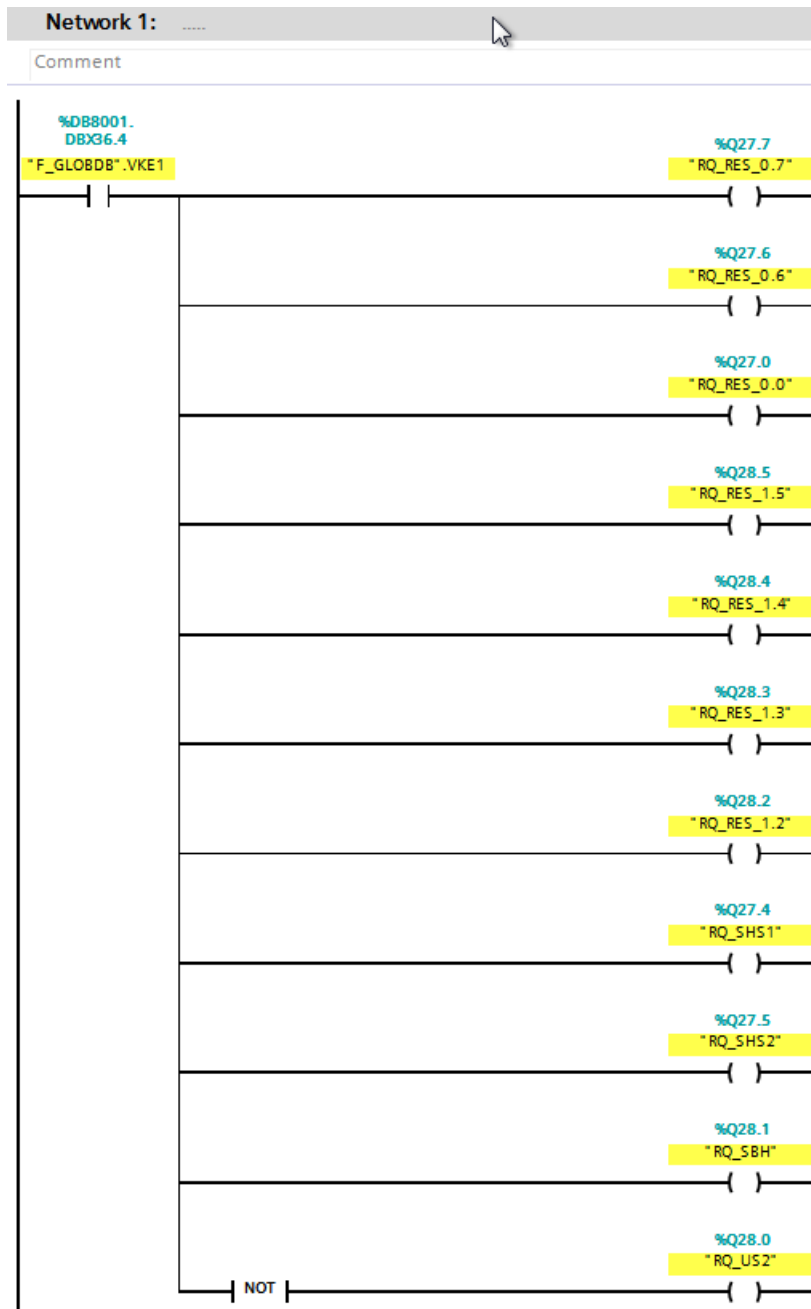 Network 1: .....
Comment
%DB8001.
DBX36.4
"F_GLOBDB".VKE1
%Q27.7
"RQ_RES_0.7"
%Q27.6
"RQ_RES_0.6"
%Q27.0
"RQ_RES_0.0"
%Q28.5
"RQ_RES_1.5"
%Q28.4
"RQ_RES_1.4"
%Q28.3
"RQ_RES_1.3"
%Q28.2
"RQ_RES_1.2"
%Q27.4
"RQ_SHS1"
%Q27.5
"RQ_SHS2"
%Q28.1
"RQ_SBH"
%Q28.0
"RQ_US2"
NOT